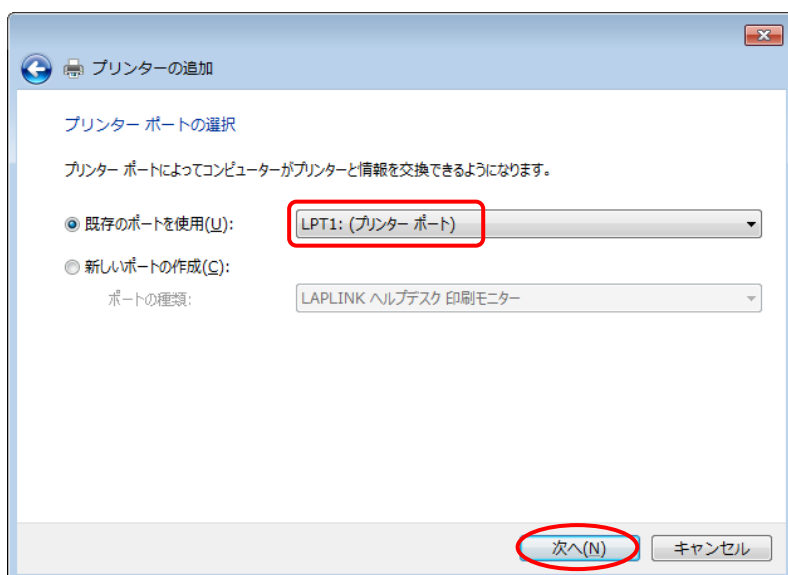 プリンターの追加
プリンター ポートの選択
プリンター ポートによってコンピューターがプリンターと情報を交換できるようになります。
既存のポートを使用(U): LPT1: (プリンター ポート)
新しいポートの作成(C):
ポートの種類: LAPLINK ヘルプデスク 印刷モニター
次へ(N) キャンセル